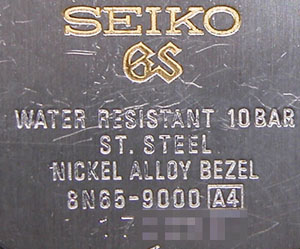 SEIKO
GS
WATER RESISTANT 10BAR
ST. STEEL
NICKEL ALLOY BEZEL
8N65-9000 A4